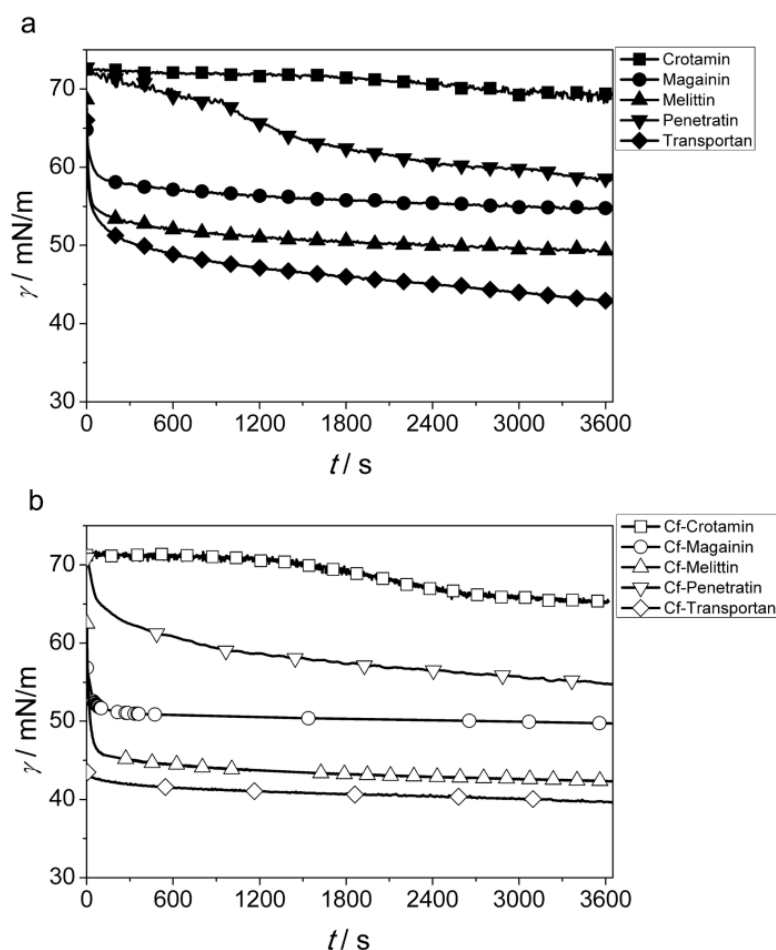 a
70
60
50
40
30
γ / mN/m
0 600 1200 1800 2400 3000 3600
t / s
Crotamin
Magainin
Melittin
Penetratin
Transportan
b
70
60
50
40
30
γ / mN/m
0 600 1200 1800 2400 3000 3600
t / s
Cf-Crotamin
Cf-Magainin
Cf-Melittin
Cf-Penetratin
Cf-Transportan